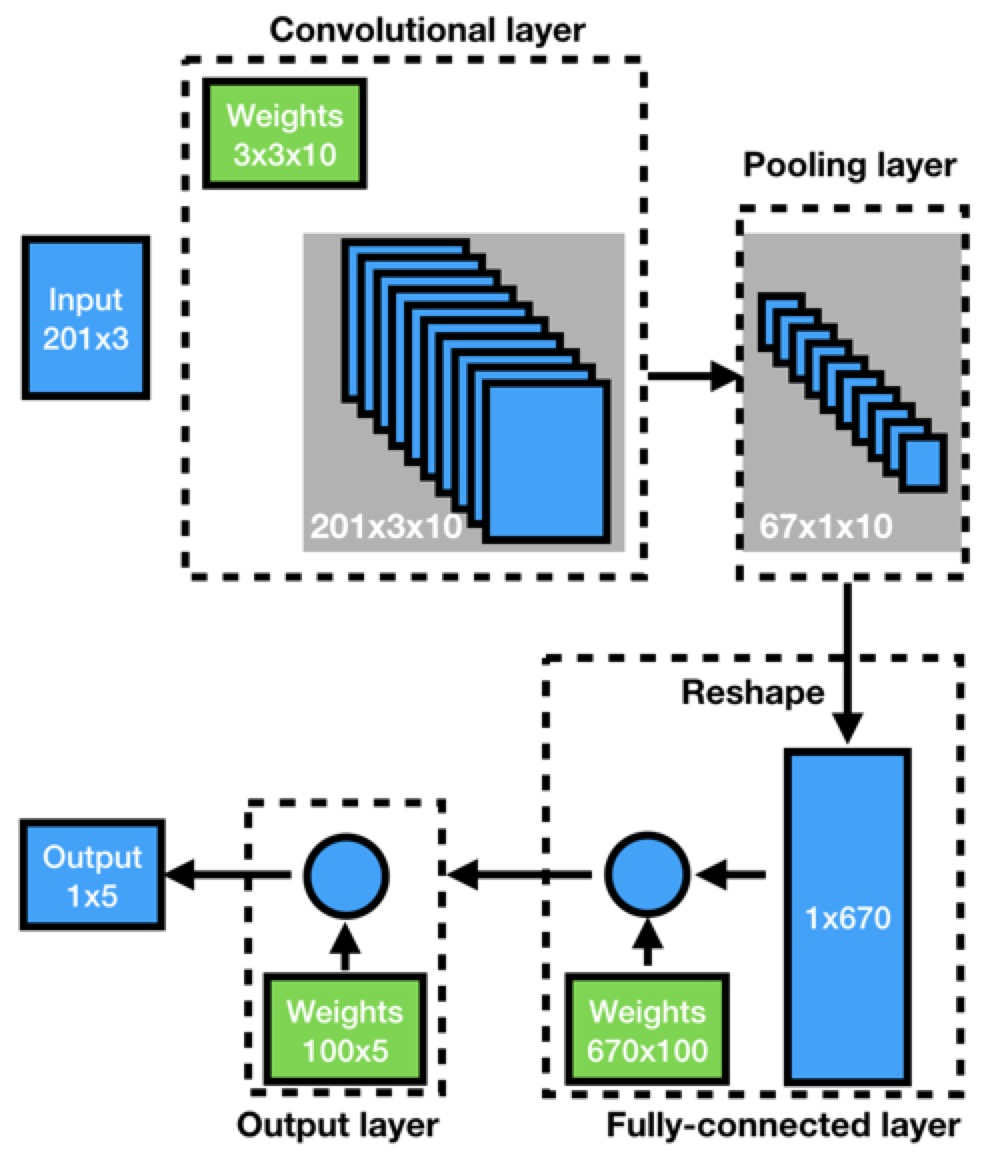 Convolutional layer
Weights
3x3x10
Pooling layer
Input
201x3
201x3x10
67x1x10
Reshape
Output
1x5
1x670
Weights
100x5
Weights
670x100
Output layer
Fully-connected layer